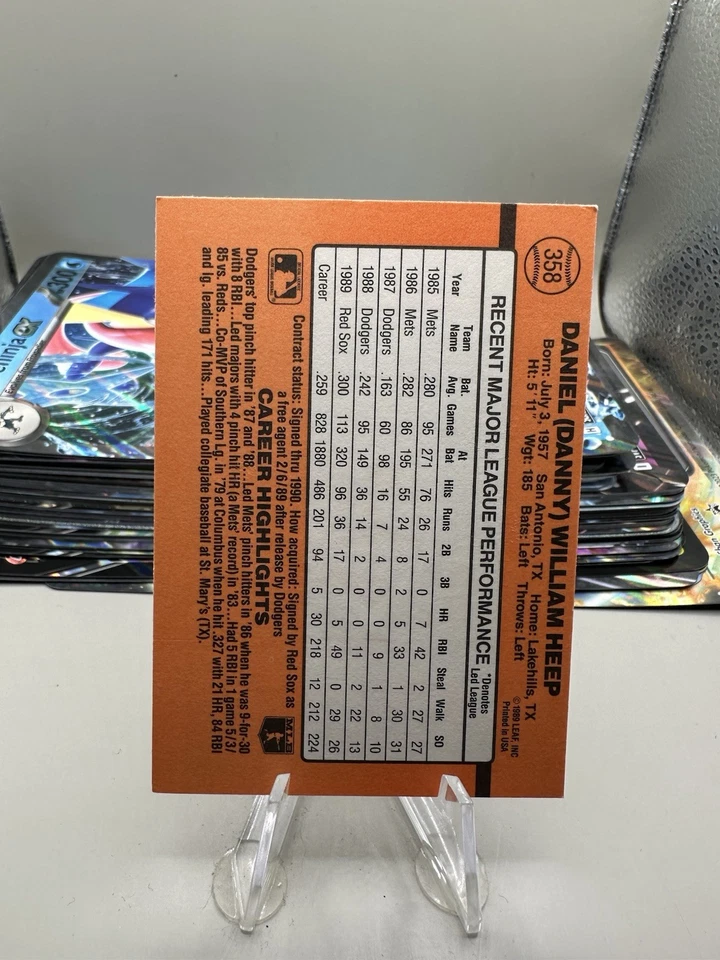 358
DANIEL (DANNY) WILLIAM HEEP
Born: July 3, 1957 San Antonio, TX Home: Lakehills, TX
Ht: 5' 11" Wgt: 185 Bats: Left Throws: Left
© 1989 LEAF, INC
Printed in USA
RECENT MAJOR LEAGUE PERFORMANCE
*Denotes
Led League
Year Team Name Bat. Avg. Games At Bat Hits Runs 2B 3B HR RBI Steal Walk SO
1985 Mets .280 95 271 76 26 17 0 7 42 2 27 27
1986 Mets .282 86 195 55 24 8 2 5 33 1 30 31
1987 Dodgers .163 60 98 16 7 4 0 0 9 1 8 10
1988 Dodgers .242 95 149 36 14 2 0 0 11 2 22 13
1989 Red Sox .300 113 320 96 36 17 0 5 49 0 29 26
Career .259 828 1880 486 201 94 5 30 218 12 212 224
Contract status: Signed thru 1990. How acquired: Signed by Red Sox as
a free agent 2/6/89 after release by Dodgers
CAREER HIGHLIGHTS
MLB
Dodgers' top pinch hitter in '87 and '88...Led Mets' pinch hitters in '86 when he was 9-for-30
with 8 RBI...Led majors with 4 pinch hit HR (a Mets' record) in '83...Had 5 RBI in 1 game 5/3/
85 vs. Reds...Co-MVP of Southern Lg. in '79 at Columbus when he hit .327 with 21 HR, 84 RBI
and lg. leading 171 hits...Played collegiate baseball at St. Mary's (TX).
ninja ex